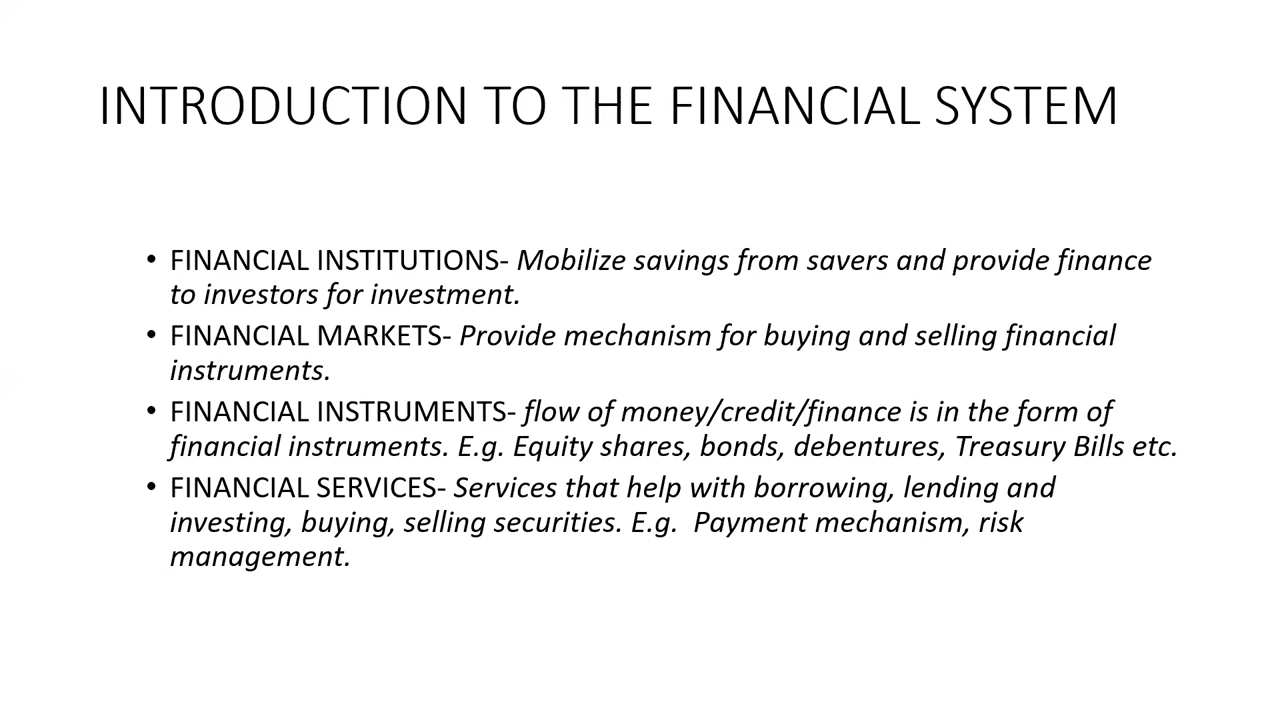 INTRODUCTION TO THE FINANCIAL SYSTEM
• FINANCIAL INSTITUTIONS- Mobilize savings from savers and provide finance
to investors for investment.
• FINANCIAL MARKETS- Provide mechanism for buying and selling financial
instruments.
• FINANCIAL INSTRUMENTS- flow of money/credit/finance is in the form of
financial instruments. E.g. Equity shares, bonds, debentures, Treasury Bills etc.
• FINANCIAL SERVICES- Services that help with borrowing, lending and
investing, buying, selling securities. E.g.  Payment mechanism, risk
management.